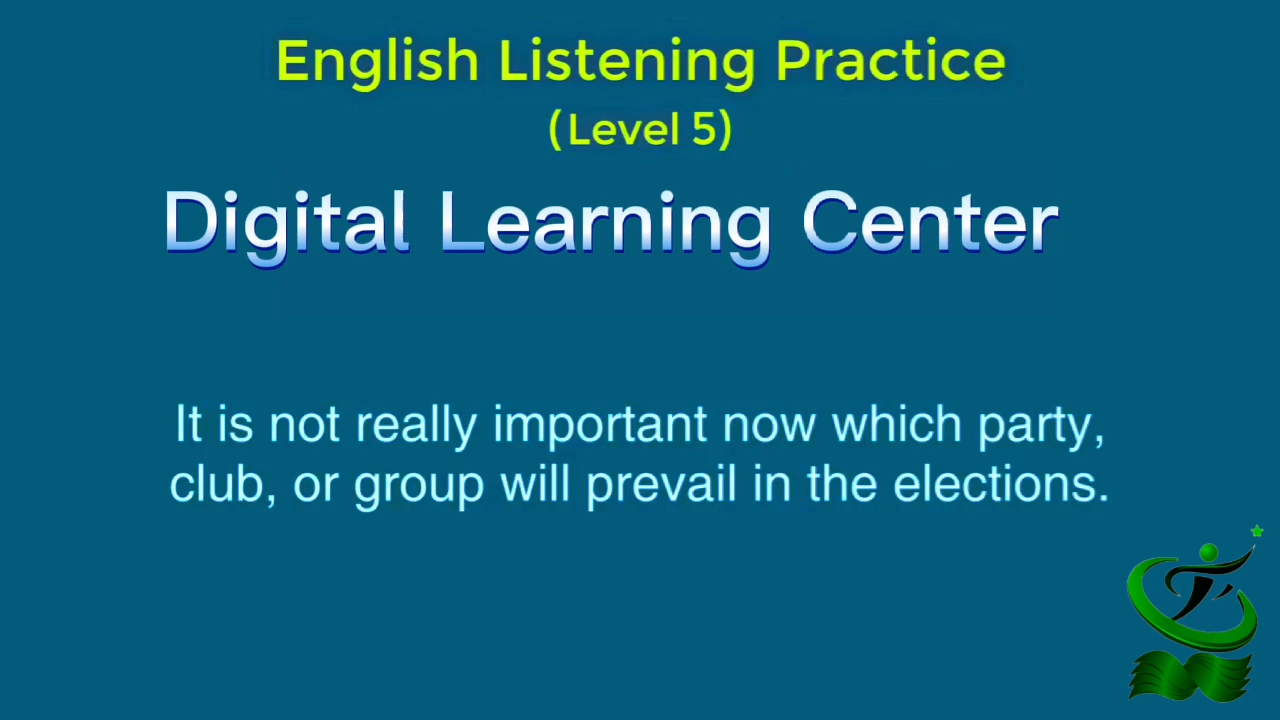 English Listening Practice
(Level 5)
Digital Learning Center
It is not really important now which party,
club, or group will prevail in the elections.